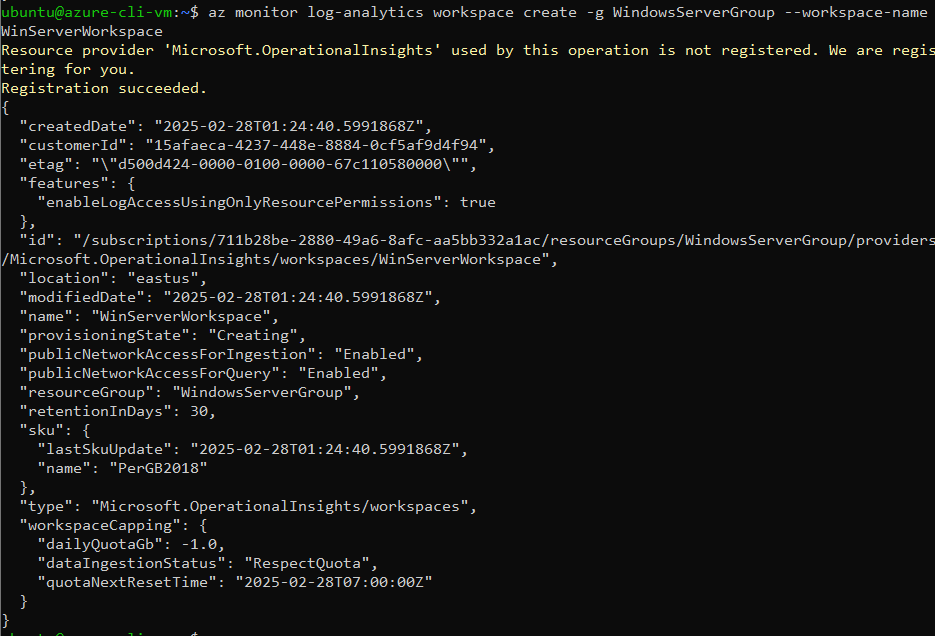 ubuntu@azure-cli-vm:~$ az monitor log-analytics workspace create -g WindowsServerGroup --workspace-name
WinServerWorkspace
Resource provider 'Microsoft.OperationalInsights' used by this operation is not registered. We are regis
tering for you.
Registration succeeded.
{
  "createdDate": "2025-02-28T01:24:40.5991868Z",
  "customerId": "15afaeca-4237-448e-8884-0cf5af9d4f94",
  "etag": "\"d500d424-0000-0100-0000-67c110580000\"",
  "features": {
    "enableLogAccessUsingOnlyResourcePermissions": true
  },
  "id": "/subscriptions/711b28be-2880-49a6-8afc-aa5bb332a1ac/resourceGroups/WindowsServerGroup/providers
/Microsoft.OperationalInsights/workspaces/WinServerWorkspace",
  "location": "eastus",
  "modifiedDate": "2025-02-28T01:24:40.5991868Z",
  "name": "WinServerWorkspace",
  "provisioningState": "Creating",
  "publicNetworkAccessForIngestion": "Enabled",
  "publicNetworkAccessForQuery": "Enabled",
  "resourceGroup": "WindowsServerGroup",
  "retentionInDays": 30,
  "sku": {
    "lastSkuUpdate": "2025-02-28T01:24:40.5991868Z",
    "name": "PerGB2018"
  },
  "type": "Microsoft.OperationalInsights/workspaces",
  "workspaceCapping": {
    "dailyQuotaGb": -1.0,
    "dataIngestionStatus": "RespectQuota",
    "quotaNextResetTime": "2025-02-28T07:00:00Z"
  }
}